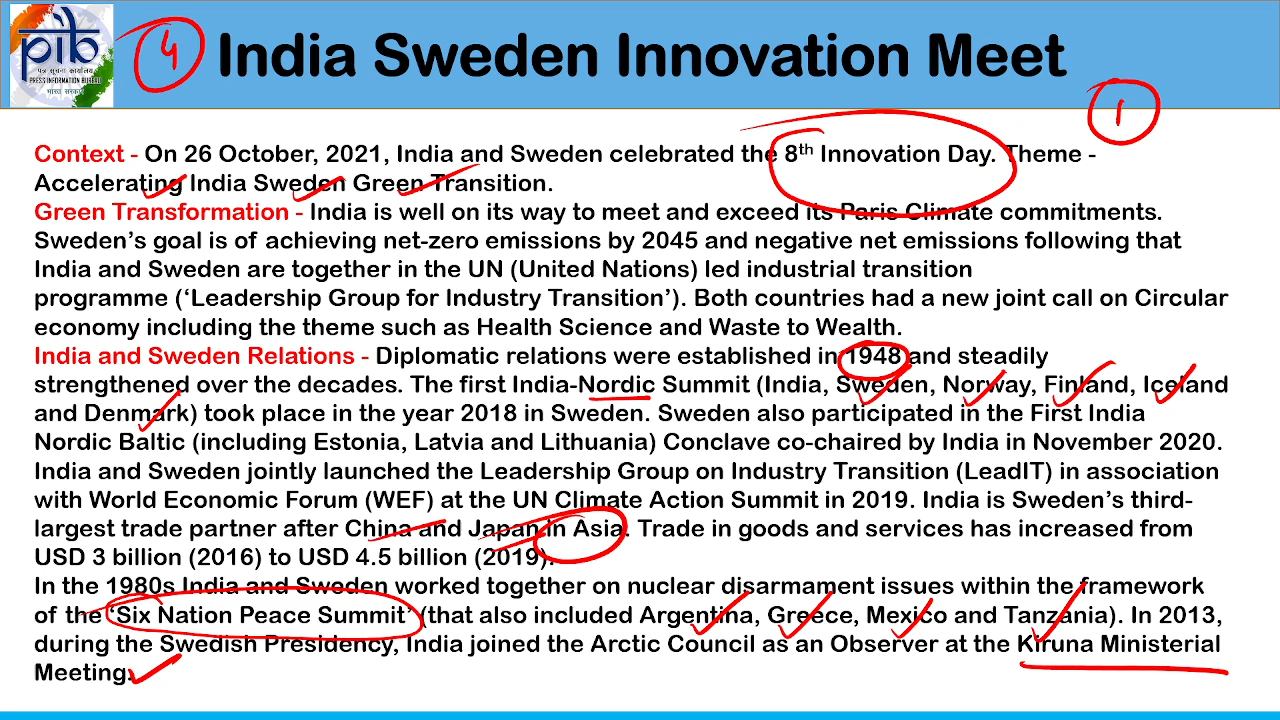 pib
पत्र सूचना कार्यालय
PRESS INFORMATION BUREAU
भारत सरकार
4
India Sweden Innovation Meet
1
Context - On 26 October, 2021, India and Sweden celebrated the 8th Innovation Day. Theme -
Accelerating India Sweden Green Transition.
Green Transformation - India is well on its way to meet and exceed its Paris Climate commitments.
Sweden's goal is of achieving net-zero emissions by 2045 and negative net emissions following that
India and Sweden are together in the UN (United Nations) led industrial transition
programme ('Leadership Group for Industry Transition'). Both countries had a new joint call on Circular
economy including the theme such as Health Science and Waste to Wealth.
India and Sweden Relations - Diplomatic relations were established in 1948 and steadily
strengthened over the decades. The first India-Nordic Summit (India, Sweden, Norway, Finland, Iceland
and Denmark) took place in the year 2018 in Sweden. Sweden also participated in the First India
Nordic Baltic (including Estonia, Latvia and Lithuania) Conclave co-chaired by India in November 2020.
India and Sweden jointly launched the Leadership Group on Industry Transition (LeadIT) in association
with World Economic Forum (WEF) at the UN Climate Action Summit in 2019. India is Sweden's third-
largest trade partner after China and Japan in Asia. Trade in goods and services has increased from
USD 3 billion (2016) to USD 4.5 billion (2019).
In the 1980s India and Sweden worked together on nuclear disarmament issues within the framework
of the 'Six Nation Peace Summit' (that also included Argentina, Greece, Mexico and Tanzania). In 2013,
during the Swedish Presidency, India joined the Arctic Council as an Observer at the Kiruna Ministerial
Meeting.